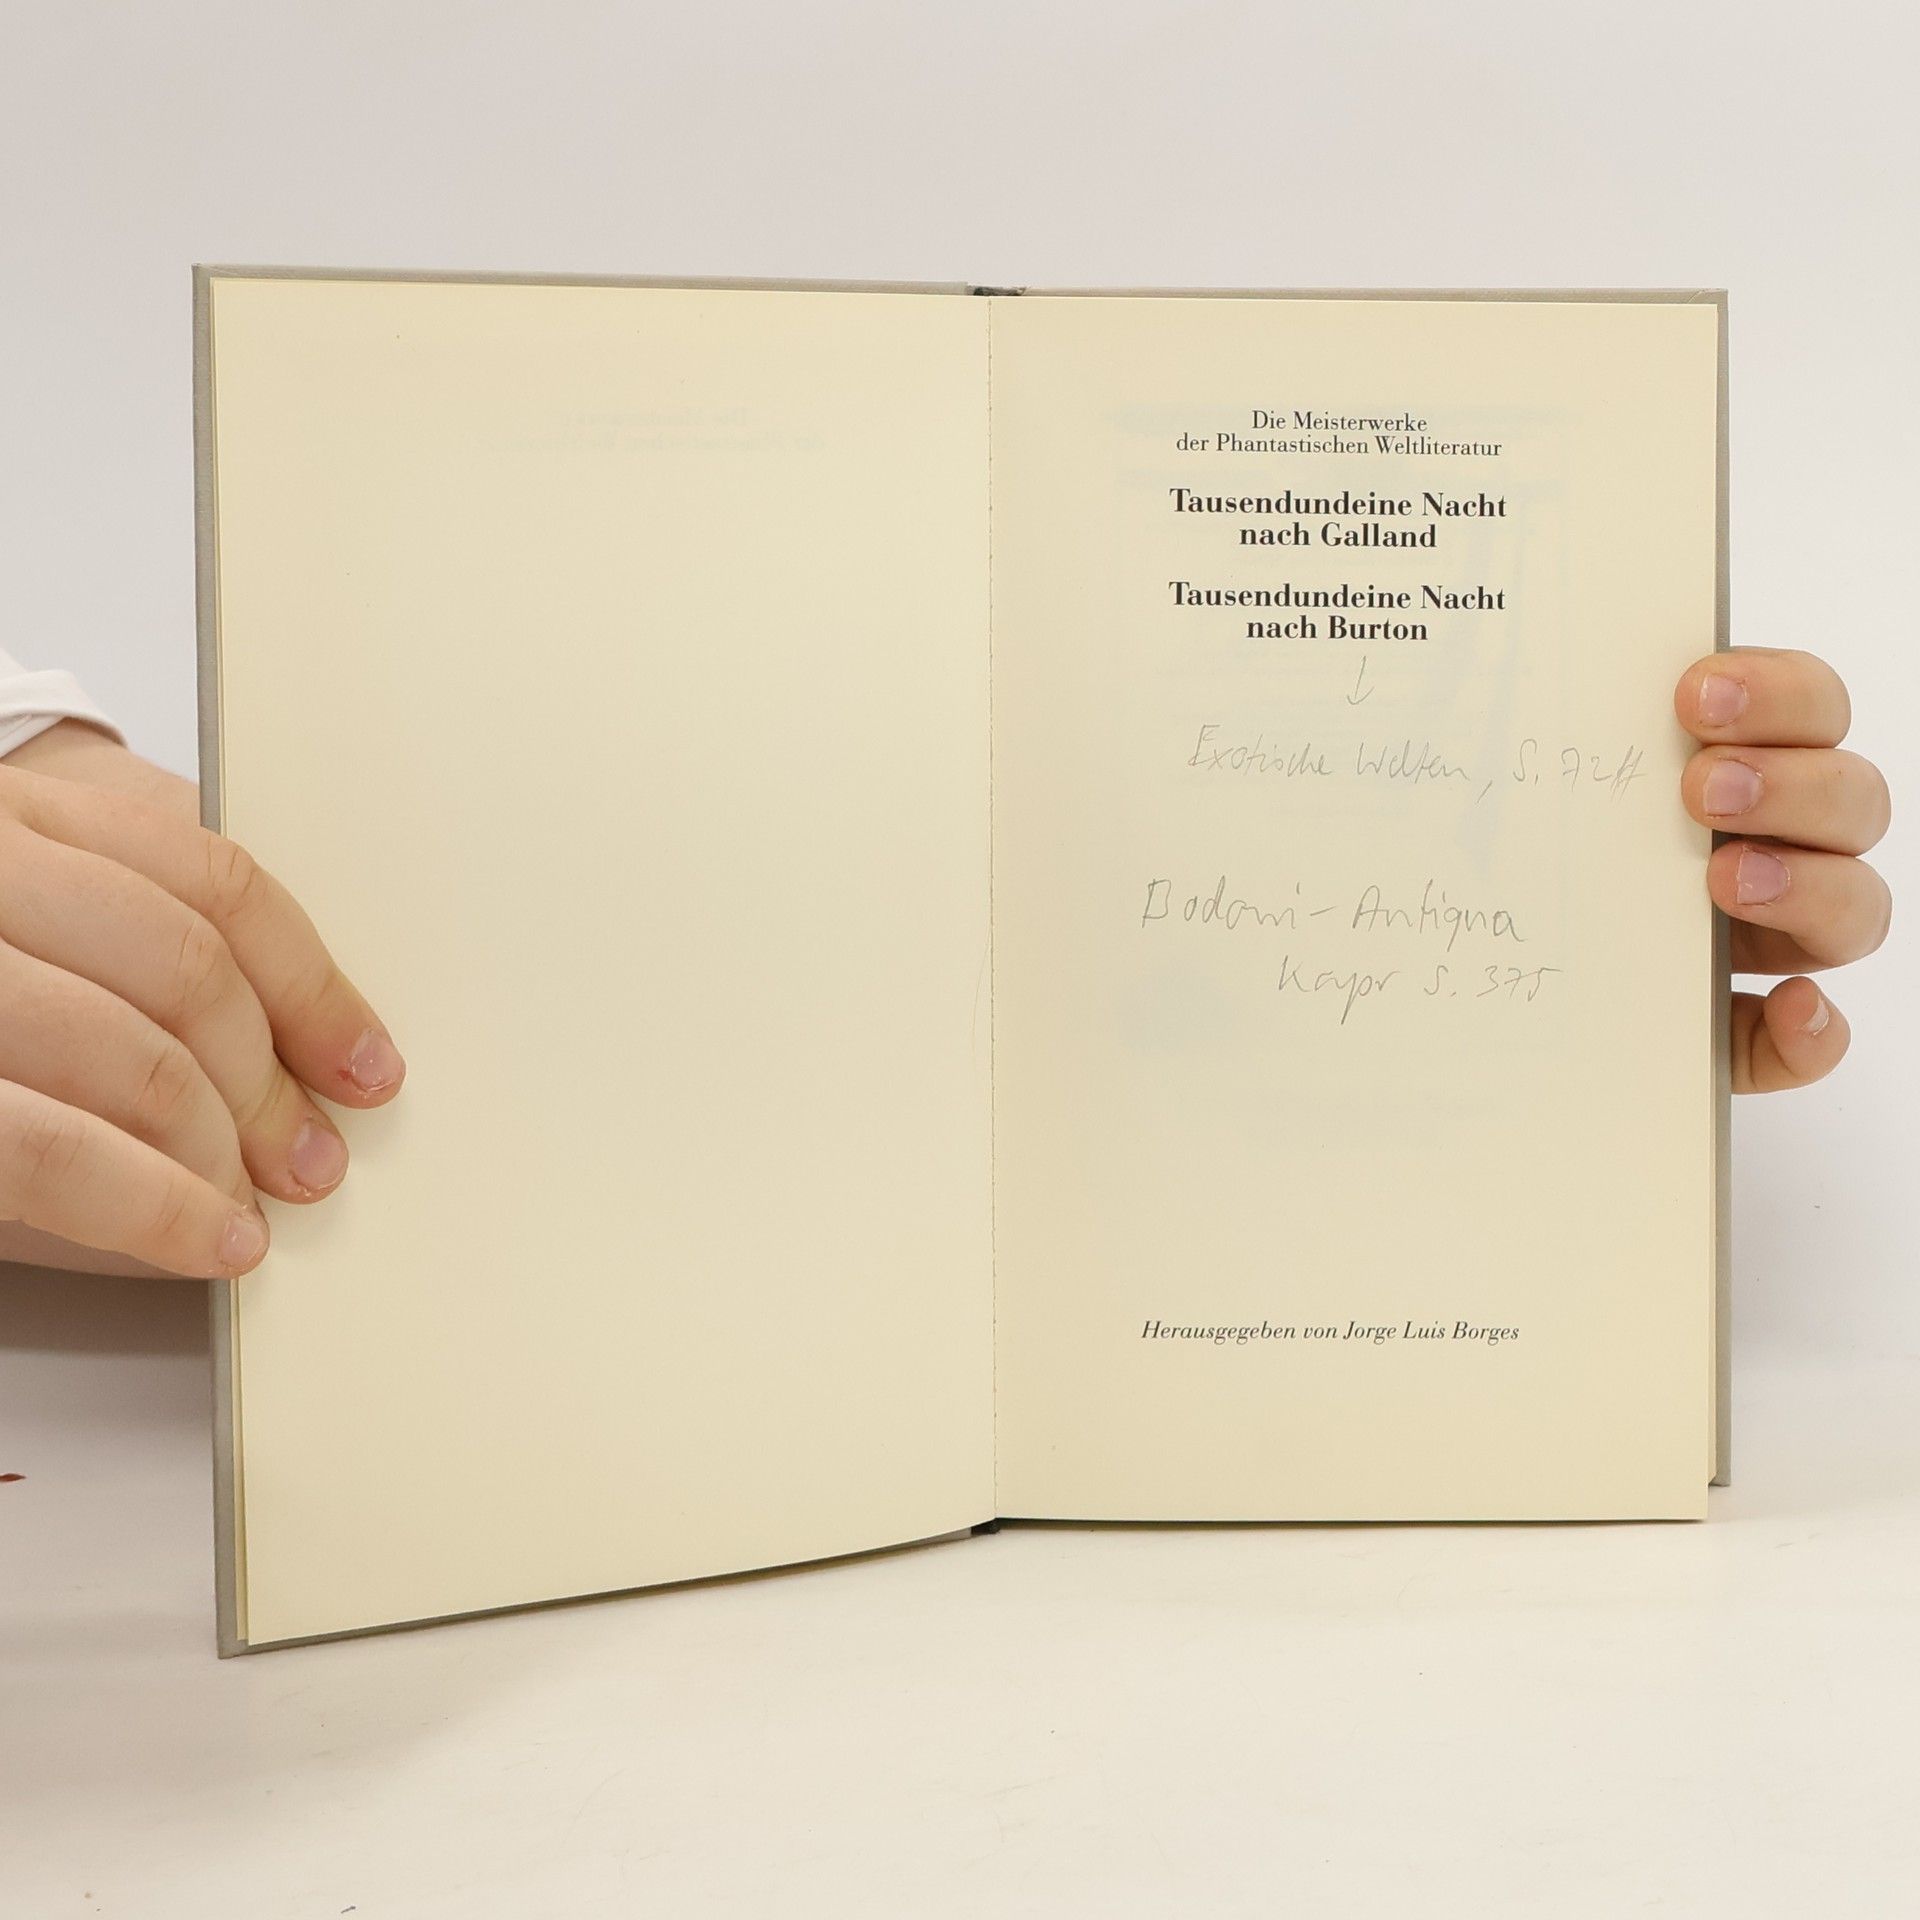 Die Meisterwerke
der Phantastischen Weltliteratur
Tausendundeine Nacht
nach Galland
Tausendundeine Nacht
nach Burton
Exotische Welten, S. 72ff
Bodoni-Antiqua
Kapr S. 375
Herausgegeben von Jorge Luis Borges